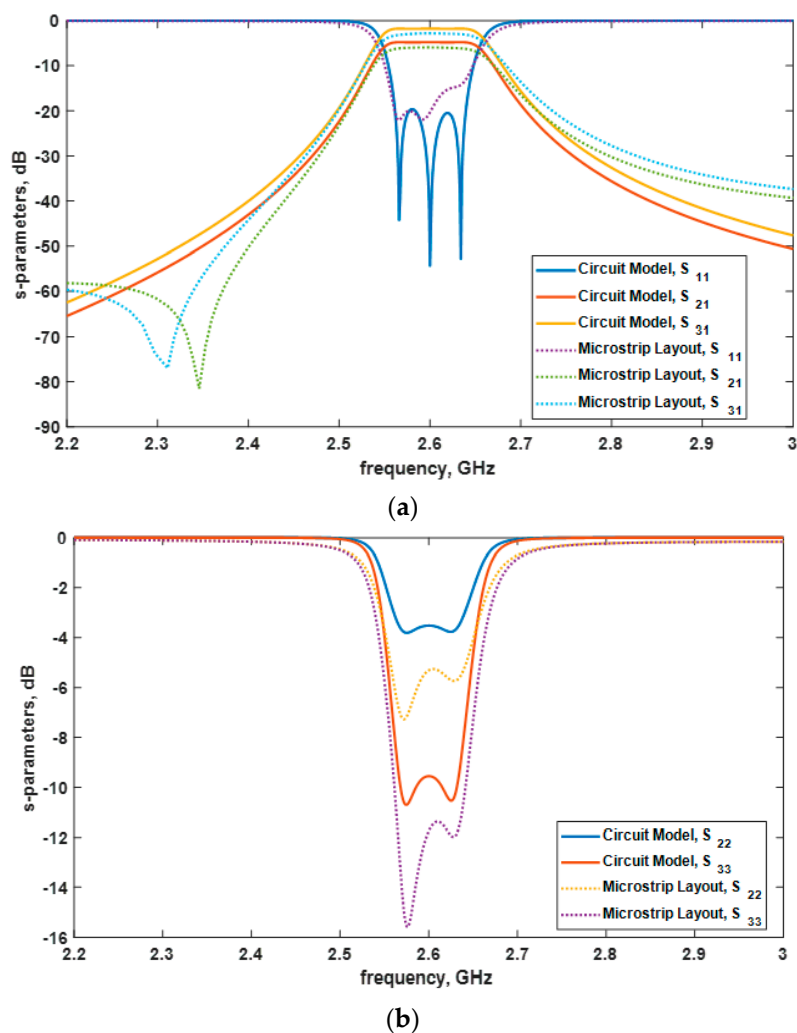 0
-10
-20
-30
-40
-50
-60
-70
-80
-90
s-parameters, dB
Circuit Model, S 11
Circuit Model, S 21
Circuit Model, S 31
Microstrip Layout, S 11
Microstrip Layout, S 21
Microstrip Layout, S 31
2.2 2.3 2.4 2.5 2.6 2.7 2.8 2.9 3
frequency, GHz
(a)
0
-2
-4
-6
-8
-10
-12
-14
-16
s-parameters, dB
Circuit Model, S 22
Circuit Model, S 33
Microstrip Layout, S 22
Microstrip Layout, S 33
2.2 2.3 2.4 2.5 2.6 2.7 2.8 2.9 3
frequency, GHz
(b)